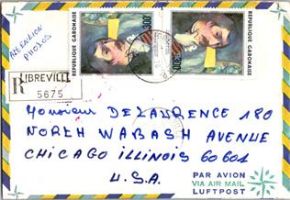 ATTENTION
PHOTOS
REPUBLIQUE GABONAISE
REPUBLIQUE GABONAISE
R LIBREVILLE
5675
Monsieur DELAURENCE 180
NORTH WABASH AVENUE
CHICAGO ILLINOIS 60601
U.S.A.
PAR AVION
VIA AIR MAIL
LUFTPOST